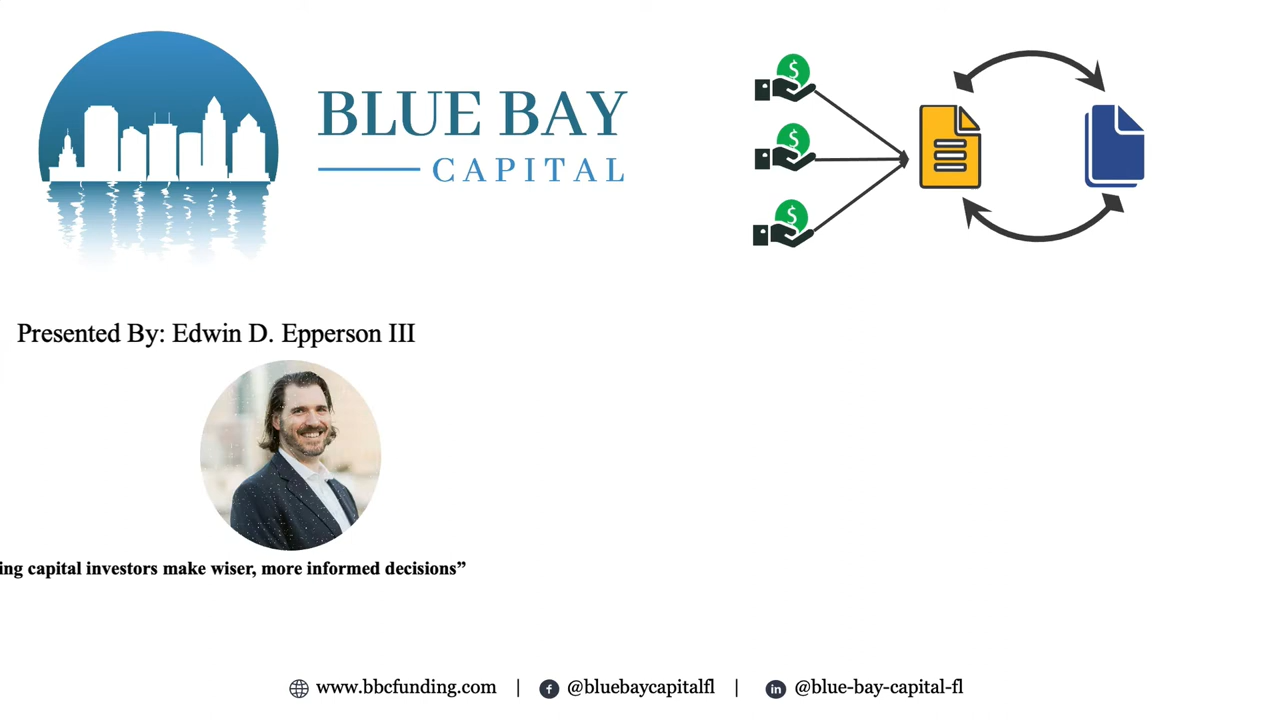 BLUE BAY
CAPITAL
$
$
$
Presented By: Edwin D. Epperson III
ing capital investors make wiser, more informed decisions”
www.bbcfunding.com | @bluebaycapitalfl | @blue-bay-capital-fl